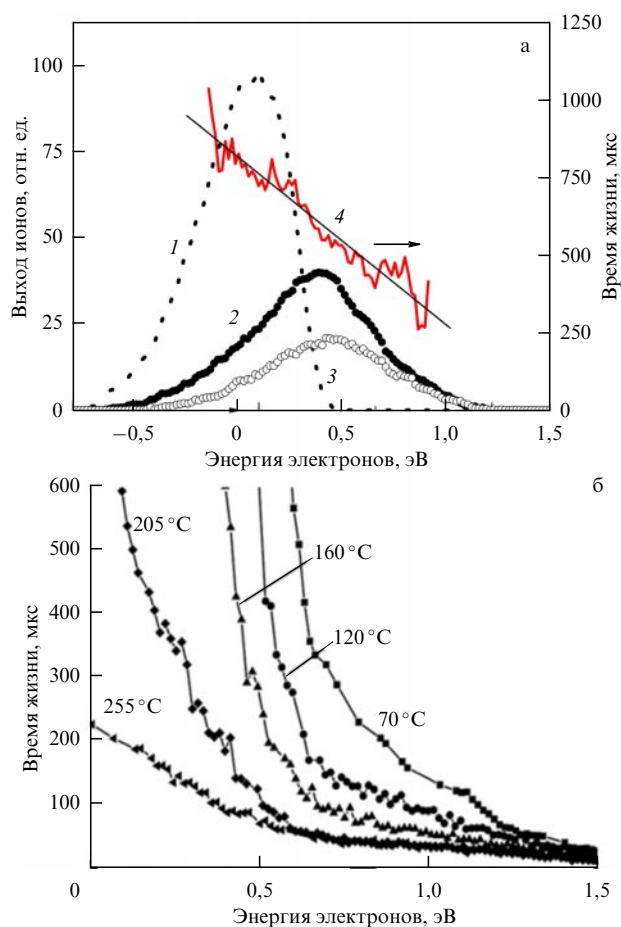 а
1250
1000
750
500
250
0
Время жизни, мкс
100
75
50
25
0
Выход ионов, отн. ед.
1
2
3
4
−0,5
0
0,5
1,0
1,5
Энергия электронов, эВ
б
600
500
400
300
200
100
Время жизни, мкс
205 °C
160 °C
120 °C
70 °C
255 °C
0
0,5
1,0
1,5
Энергия электронов, эВ